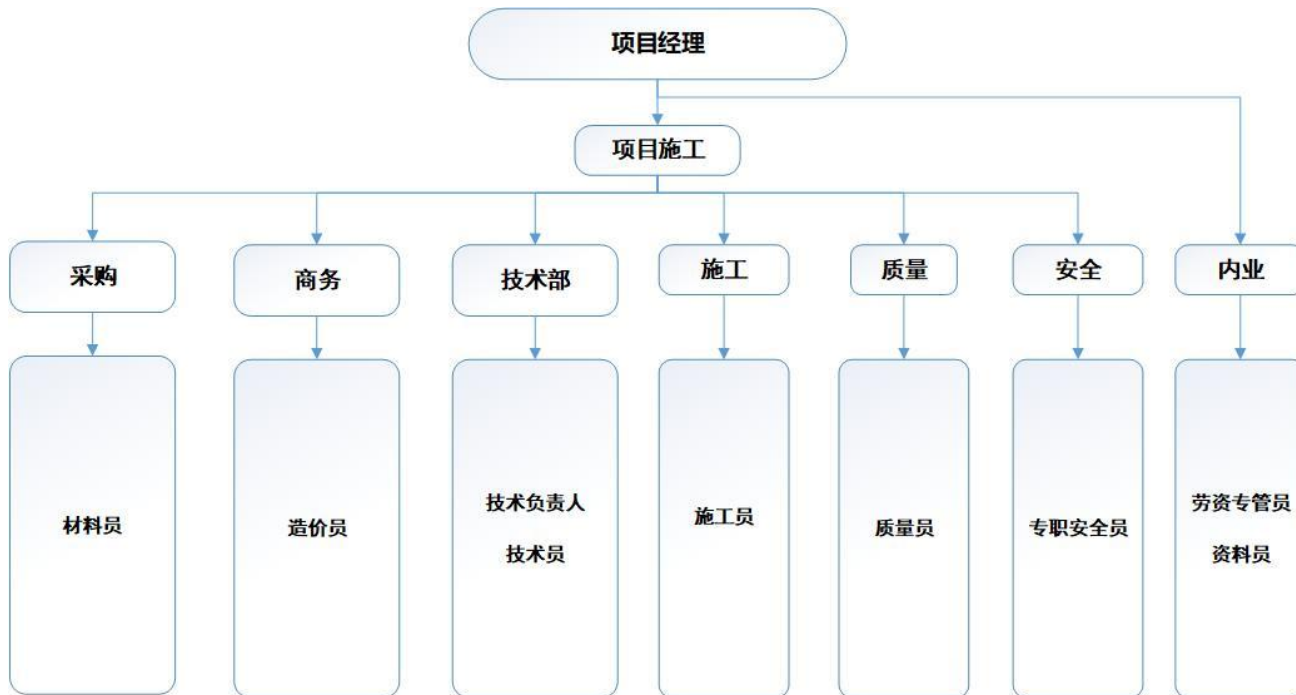 项目经理
项目施工
采购
商务
技术部
施工
质量
安全
内业
材料员
造价员
技术负责人
技术员
施工员
质量员
专职安全员
劳资专管员
资料员